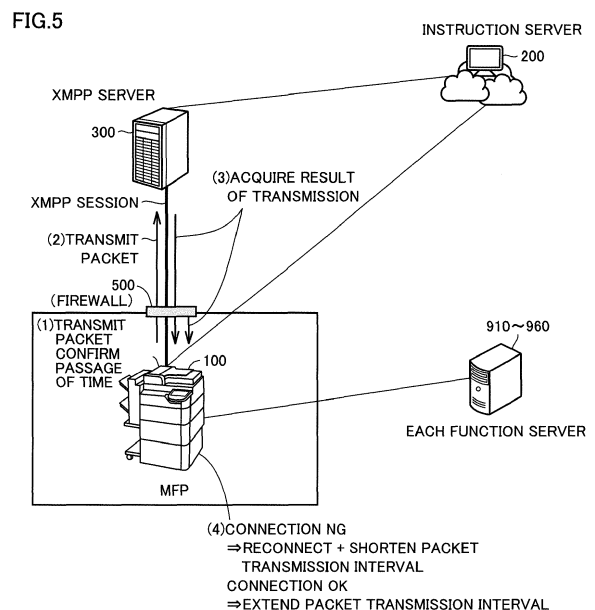 FIG.5
INSTRUCTION SERVER
200
XMPP SERVER
300
(3)ACQUIRE RESULT
OF TRANSMISSION
XMPP SESSION
(2)TRANSMIT
PACKET
500
(FIREWALL)
(1)TRANSMIT
PACKET
CONFIRM
PASSAGE
OF TIME
100
910~960
EACH FUNCTION SERVER
MFP
(4)CONNECTION NG
⇒RECONNECT + SHORTEN PACKET
TRANSMISSION INTERVAL
CONNECTION OK
⇒EXTEND PACKET TRANSMISSION INTERVAL